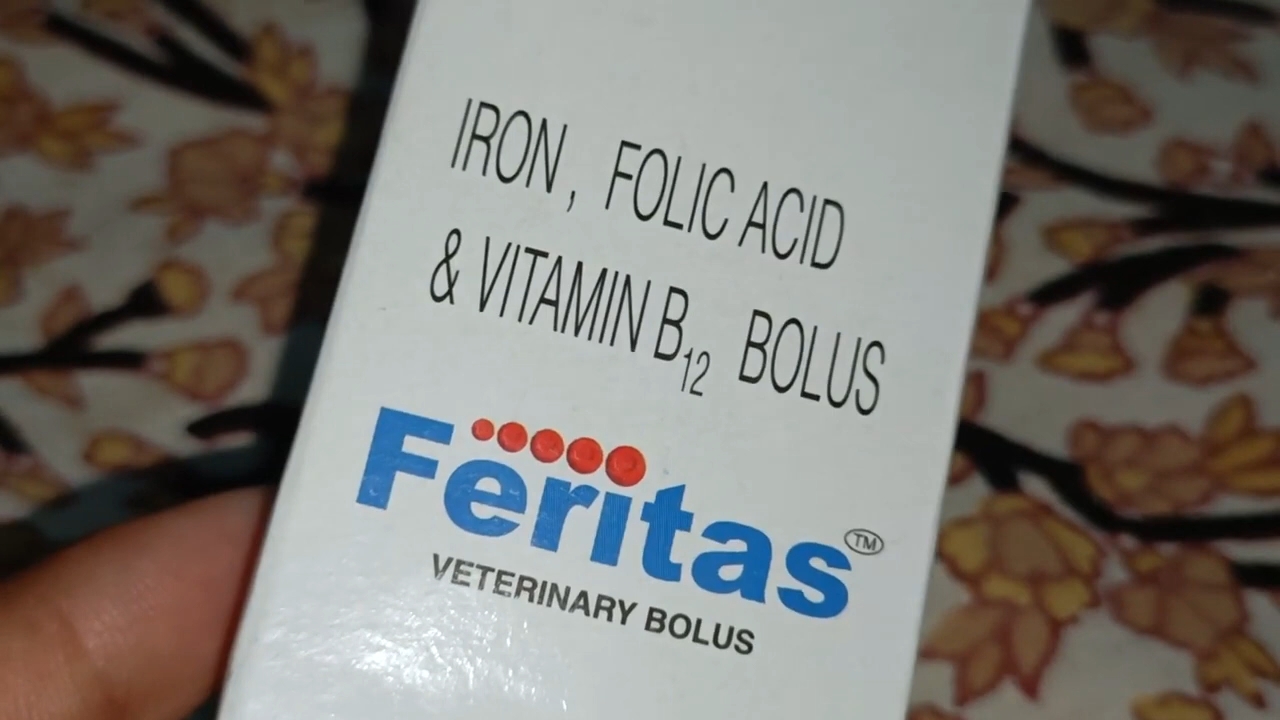 IRON, FOLIC ACID
& VITAMIN B12 BOLUS
Feritas™
VETERINARY BOLUS